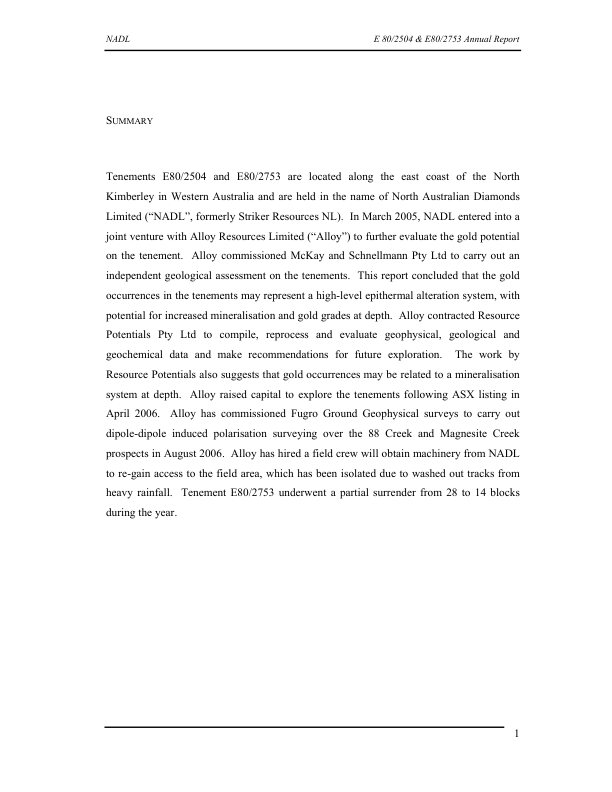 NADL E 80/2504 & E80/2753 Annual Report
SUMMARY
Tenements E80/2504 and E80/2753 are located along the east coast of the North
Kimberley in Western Australia and are held in the name of North Australian Diamonds
Limited (“NADL”, formerly Striker Resources NL). In March 2005, NADL entered into a
joint venture with Alloy Resources Limited (“Alloy”) to further evaluate the gold potential
on the tenement. Alloy commissioned McKay and Schnellmann Pty Ltd to carry out an
independent geological assessment on the tenements. This report concluded that the gold
occurrences in the tenements may represent a high-level epithermal alteration system, with
potential for increased mineralisation and gold grades at depth. Alloy contracted Resource
Potentials Pty Ltd to compile, reprocess and evaluate geophysical, geological and
geochemical data and make recommendations for future exploration. The work by
Resource Potentials also suggests that gold occurrences may be related to a mineralisation
system at depth. Alloy raised capital to explore the tenements following ASX listing in
April 2006. Alloy has commissioned Fugro Ground Geophysical surveys to carry out
dipole-dipole induced polarisation surveying over the 88 Creek and Magnesite Creek
prospects in August 2006. Alloy has hired a field crew will obtain machinery from NADL
to re-gain access to the field area, which has been isolated due to washed out tracks from
heavy rainfall. Tenement E80/2753 underwent a partial surrender from 28 to 14 blocks
during the year.
1